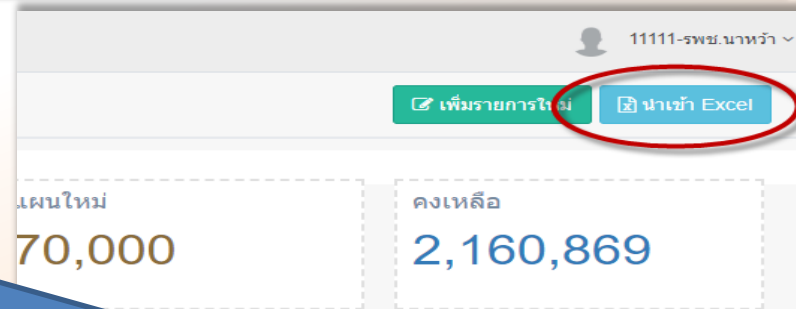 11111-รพช.นาหว้า
เพิ่มรายการใหม่ นำเข้า Excel
แผนใหม่ คงเหลือ
70,000 2,160,869